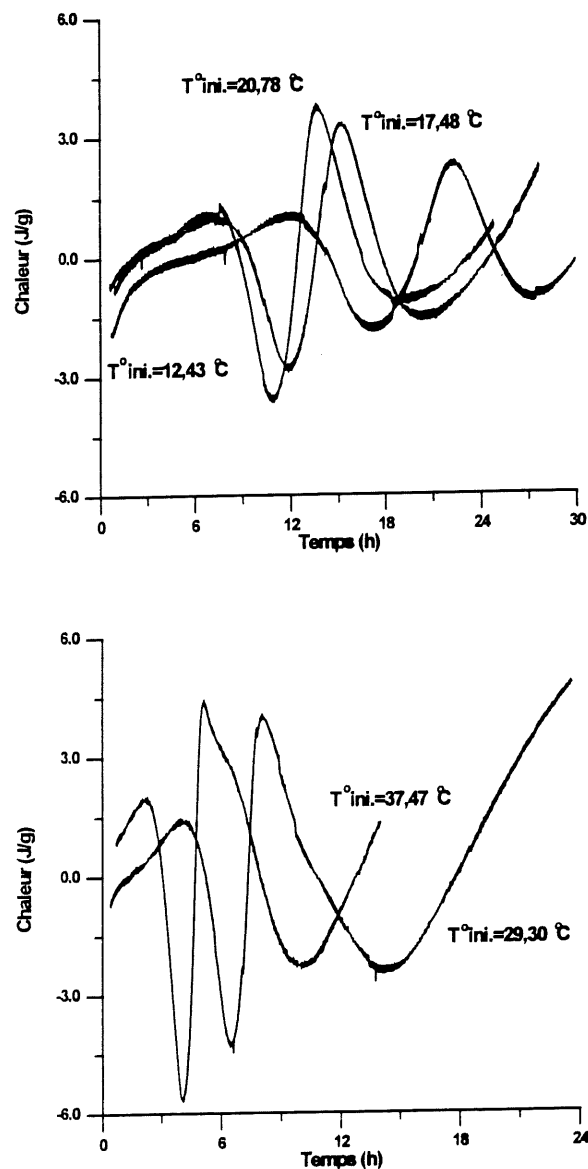 6.0
T°ini.=20,78 °C
T°ini.=17,48 °C
3.0
Chaleur (J/g)
0.0
T°ini.=12,43 °C
-3.0
-6.0
0 6 12 18 24 30
Temps (h)
6.0
3.0
T°ini.=37,47 °C
Chaleur (J/g)
0.0
T°ini.=29,30 °C
-3.0
-6.0
0 6 12 18 24
Temps (h)